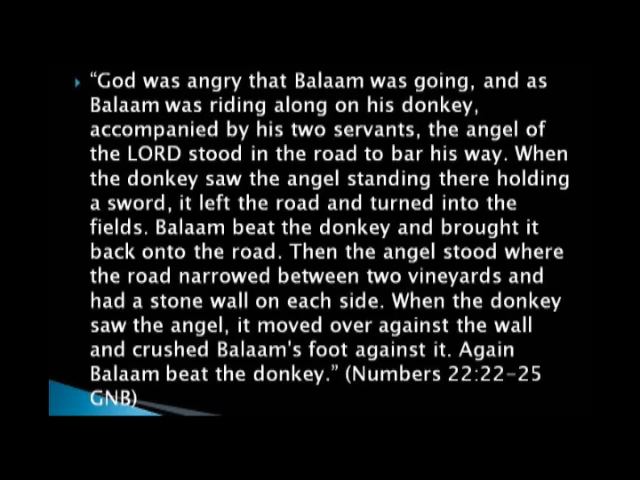 “God was angry that Balaam was going, and as
Balaam was riding along on his donkey,
accompanied by his two servants, the angel of
the LORD stood in the road to bar his way. When
the donkey saw the angel standing there holding
a sword, it left the road and turned into the
fields. Balaam beat the donkey and brought it
back onto the road. Then the angel stood where
the road narrowed between two vineyards and
had a stone wall on each side. When the donkey
saw the angel, it moved over against the wall
and crushed Balaam's foot against it. Again
Balaam beat the donkey.” (Numbers 22:22-25
GNB)